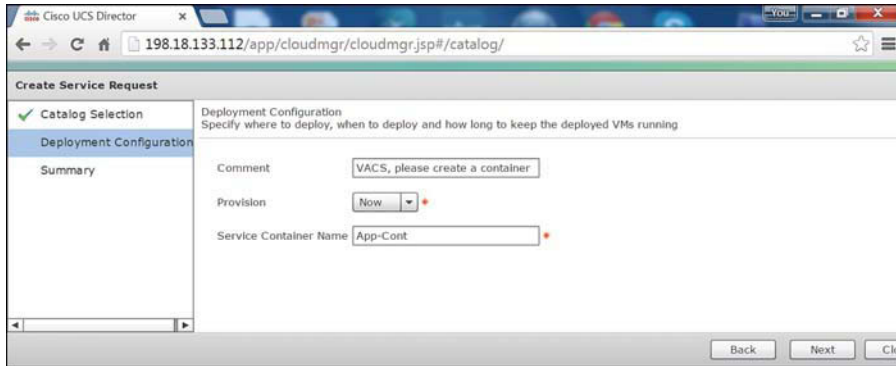 Cisco UCS Director
You
198.18.133.112/app/cloudmgr/cloudmgr.jsp#/catalog/
Create Service Request
Catalog Selection
Deployment Configuration
Summary
Deployment Configuration
Specify where to deploy, when to deploy and how long to keep the deployed VMs running
Comment VACS, please create a container
Provision Now
Service Container Name App-Cont
Back Next Cl